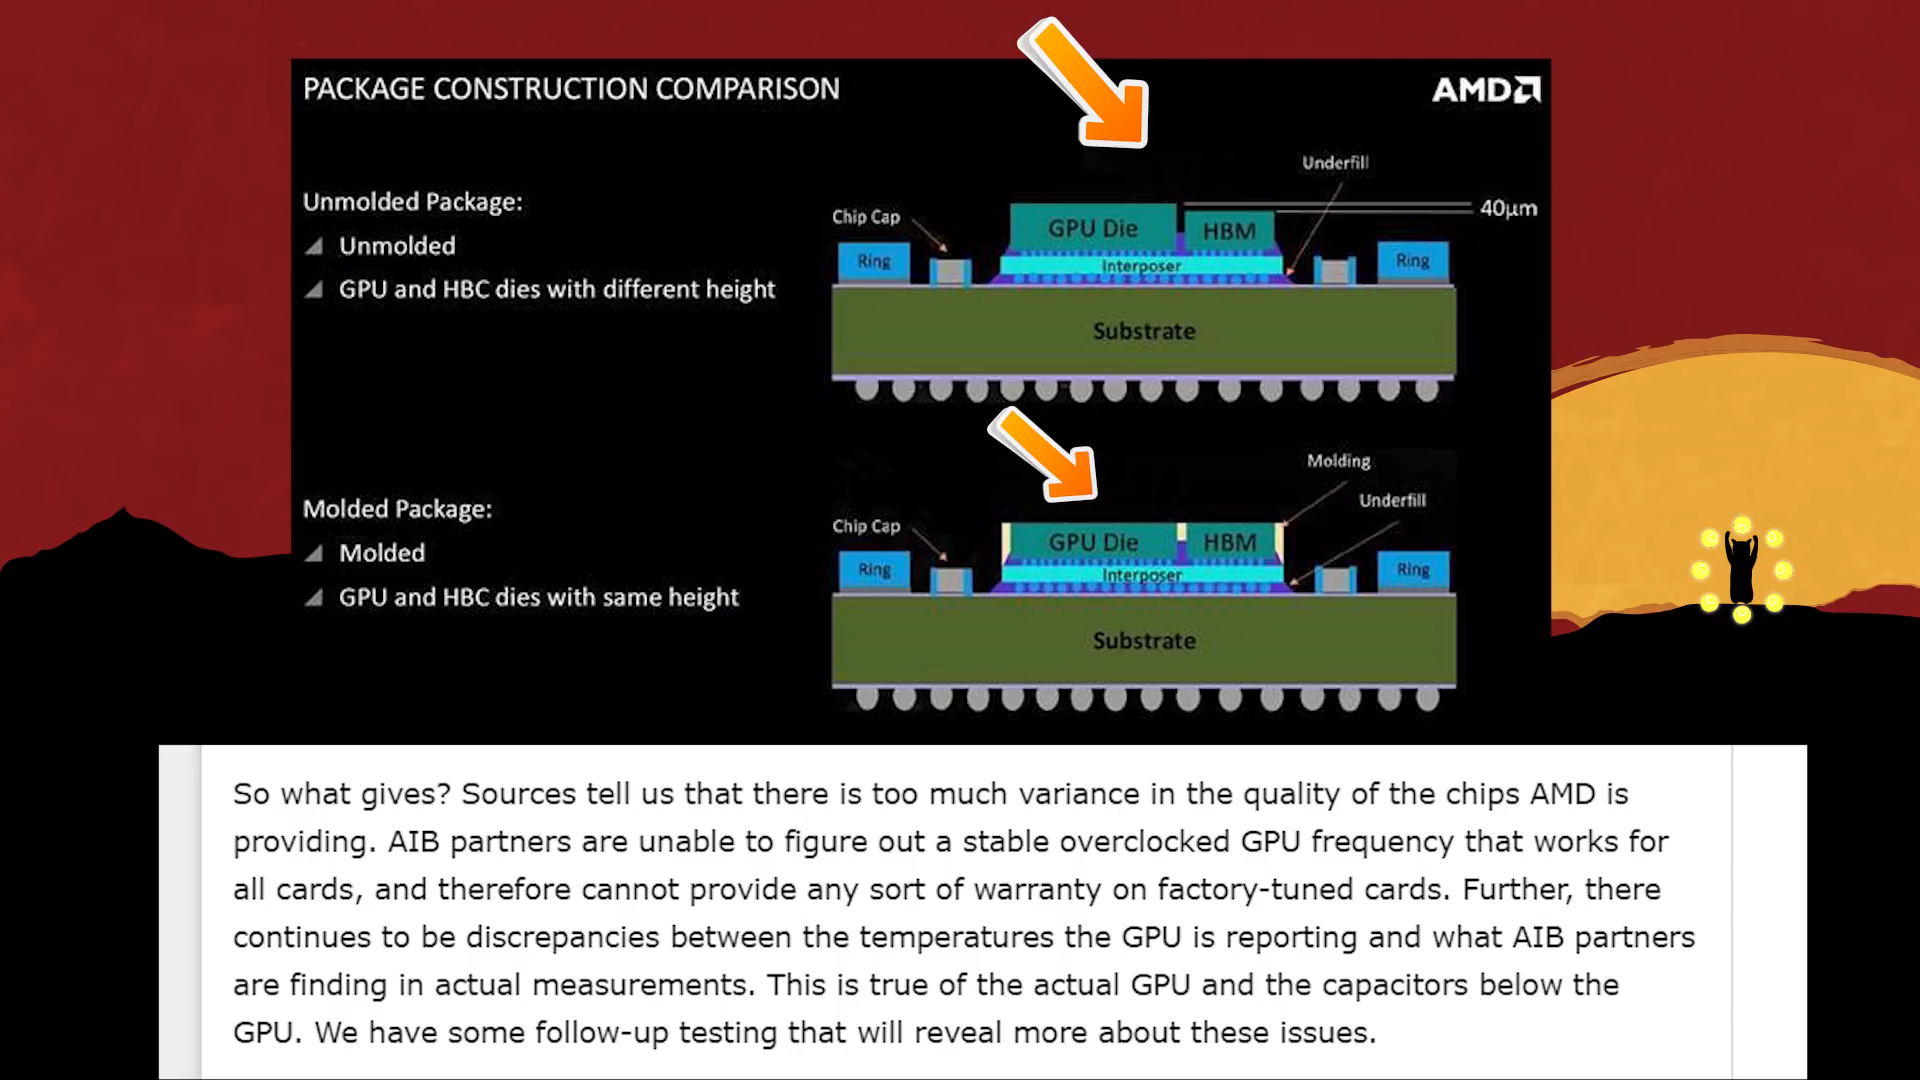 PACKAGE CONSTRUCTION COMPARISON
AMD
Unmolded Package:
Unmolded
GPU and HBC dies with different height
Underfill
40μm
Chip Cap
GPU Die
HBM
Ring
Interposer
Ring
Substrate
Molded Package:
Molded
GPU and HBC dies with same height
Molding
Underfill
Chip Cap
GPU Die
HBM
Ring
Interposer
Ring
Substrate
So what gives? Sources tell us that there is too much variance in the quality of the chips AMD is
providing. AIB partners are unable to figure out a stable overclocked GPU frequency that works for
all cards, and therefore cannot provide any sort of warranty on factory-tuned cards. Further, there
continues to be discrepancies between the temperatures the GPU is reporting and what AIB partners
are finding in actual measurements. This is true of the actual GPU and the capacitors below the
GPU. We have some follow-up testing that will reveal more about these issues.